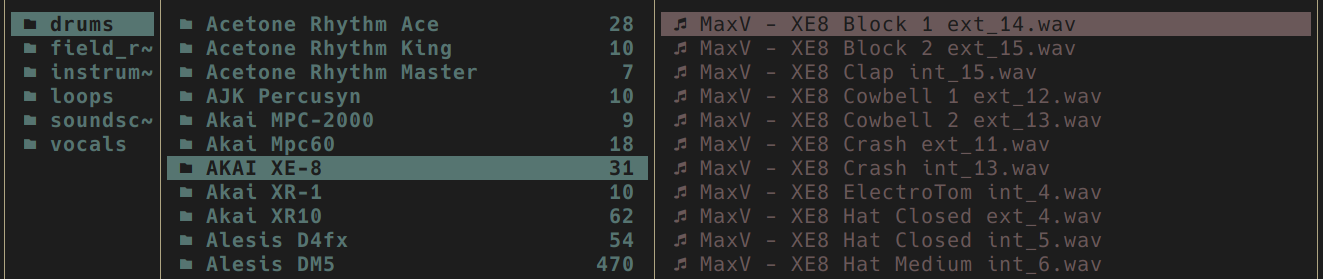 drums
field_r~
instrum~
loops
soundsc~
vocals
Acetone Rhythm Ace 28
Acetone Rhythm King 10
Acetone Rhythm Master 7
AJK Percusyn 10
Akai MPC-2000 9
Akai Mpc60 18
AKAI XE-8 31
Akai XR-1 10
Akai XR10 62
Alesis D4fx 54
Alesis DM5 470
MaxV - XE8 Block 1 ext_14.wav
MaxV - XE8 Block 2 ext_15.wav
MaxV - XE8 Clap int_15.wav
MaxV - XE8 Cowbell 1 ext_12.wav
MaxV - XE8 Cowbell 2 ext_13.wav
MaxV - XE8 Crash ext_11.wav
MaxV - XE8 Crash int_13.wav
MaxV - XE8 ElectroTom int_4.wav
MaxV - XE8 Hat Closed ext_4.wav
MaxV - XE8 Hat Closed int_5.wav
MaxV - XE8 Hat Medium int_6.wav